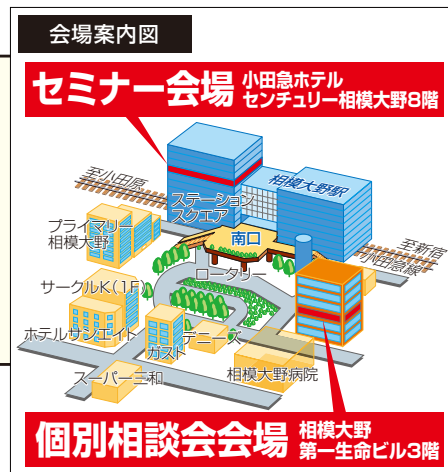 会場案内図
セミナー会場
小田急ホテル
センチュリー相模大野8階
至小田原
相模大野駅
ステーション
スクエア
プライマリー
相模大野
南口
至新宿
小田急線
ロータリー
サークルK(1F)
ホテルサンエイト
ガスト
デニーズ
スーパー三和
相模大野病院
個別相談会会場
相模大野
第一生命ビル3階